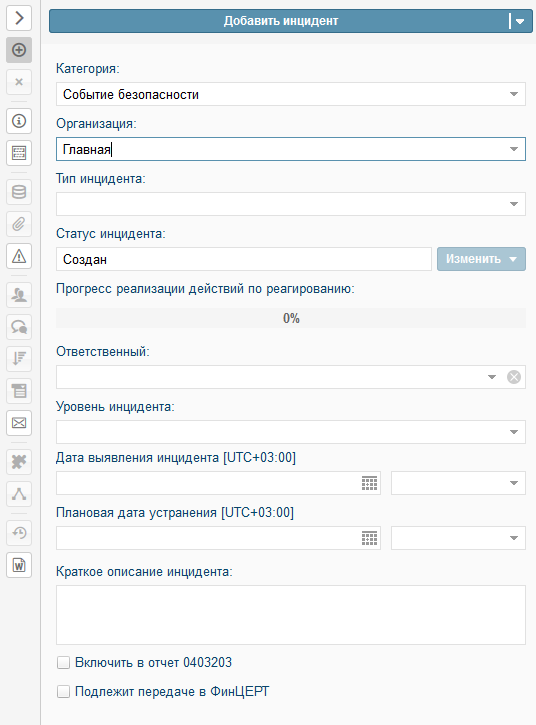 Добавить инцидент
Категория:
Событие безопасности
Организация:
Главная
Тип инцидента:
Статус инцидента:
Создан
Изменить
Прогресс реализации действий по реагированию:
0%
Ответственный:
Уровень инцидента:
Дата выявления инцидента [UTC+03:00]
Плановая дата устранения [UTC+03:00]
Краткое описание инцидента:
Включить в отчет 0403203
Подлежит передаче в ФинЦЕРТ